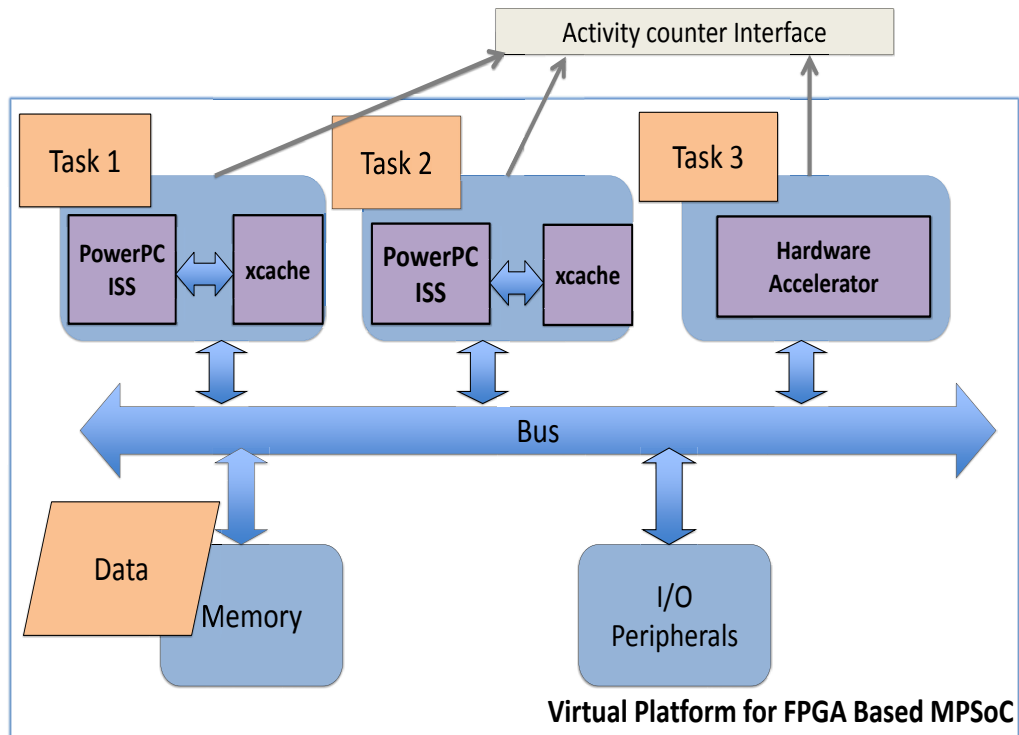 Activity counter Interface
Task 1
Task 2
Task 3
PowerPC
ISS
xcache
PowerPC
ISS
xcache
Hardware
Accelerator
Bus
Data
Memory
I/O
Peripherals
Virtual Platform for FPGA Based MPSoC